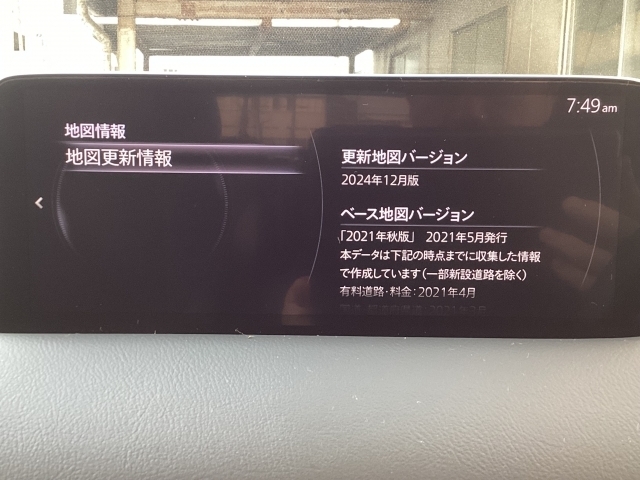 7:49am
地図情報
地図更新情報
更新地図バージョン
2024年12月版
ベース地図バージョン
「2021年秋版」 2021年5月発行
本データは下記の時点までに収集した情報
で作成しています(一部新設道路を除く)
有料道路・料金:2021年4月